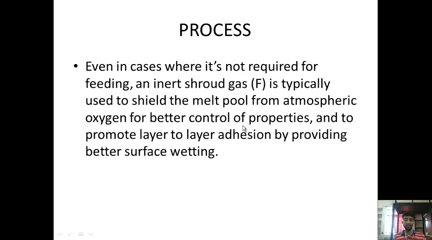 PROCESS
• Even in cases where it's not required for
feeding, an inert shroud gas (F) is typically
used to shield the melt pool from atmospheric
oxygen for better control of properties, and to
promote layer to layer adhesion by providing
better surface wetting.